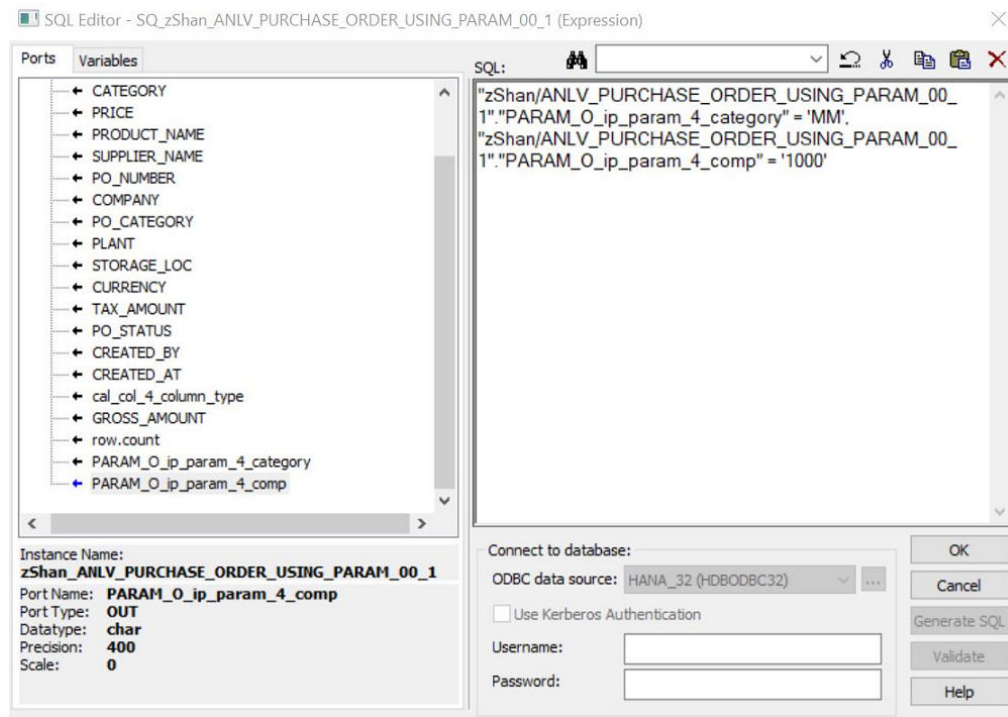 SQL Editor - SQ_zShan_ANLV_PURCHASE_ORDER_USING_PARAM_00_1 (Expression)
Ports
Variables
CATEGORY
PRICE
PRODUCT_NAME
SUPPLIER_NAME
PO_NUMBER
COMPANY
PO_CATEGORY
PLANT
STORAGE_LOC
CURRENCY
TAX_AMOUNT
PO_STATUS
CREATED_BY
CREATED_AT
cal_col_4_column_type
GROSS_AMOUNT
row.count
PARAM_O_ip_param_4_category
PARAM_O_ip_param_4_comp
Instance Name:
zShan_ANLV_PURCHASE_ORDER_USING_PARAM_00_1
Port Name: PARAM_O_ip_param_4_comp
Port Type: OUT
Datatype: char
Precision: 400
Scale: 0
SQL:
"zShan/ANLV_PURCHASE_ORDER_USING_PARAM_00_
1"."PARAM_O_ip_param_4_category" = 'MM',
"zShan/ANLV_PURCHASE_ORDER_USING_PARAM_00_
1"."PARAM_O_ip_param_4_comp" = '1000'
Connect to database:
ODBC data source: HANA_32 (HDBODBC32)
...
Use Kerberos Authentication
Username:
Password:
OK
Cancel
Generate SQL
Validate
Help